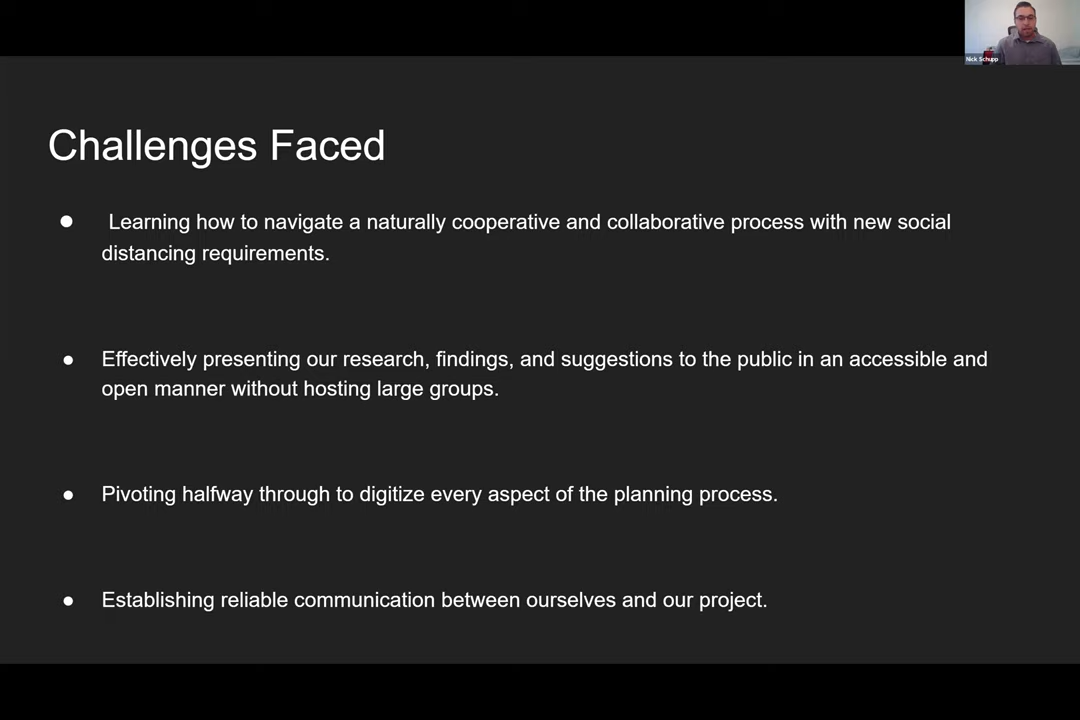 Nick Schupp
Challenges Faced
● Learning how to navigate a naturally cooperative and collaborative process with new social
distancing requirements.
● Effectively presenting our research, findings, and suggestions to the public in an accessible and
open manner without hosting large groups.
● Pivoting halfway through to digitize every aspect of the planning process.
● Establishing reliable communication between ourselves and our project.